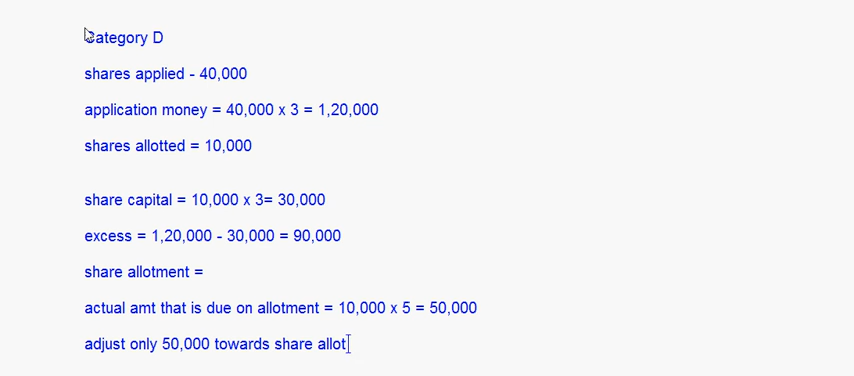 Category D
shares applied - 40,000
application money = 40,000 x 3 = 1,20,000
shares allotted = 10,000
share capital = 10,000 x 3= 30,000
excess = 1,20,000 - 30,000 = 90,000
share allotment =
actual amt that is due on allotment = 10,000 x 5 = 50,000
adjust only 50,000 towards share allot